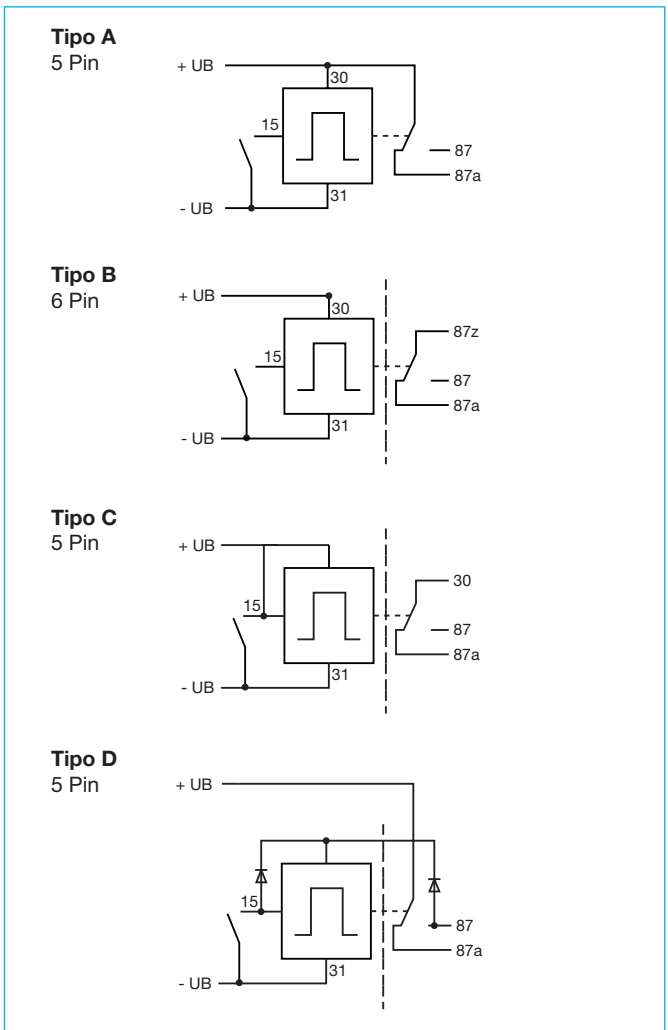 Tipo A
5 Pin
+ UB
30
15
87
87a
31
- UB
Tipo B
6 Pin
+ UB
30
87z
15
87
87a
31
- UB
Tipo C
5 Pin
+ UB
30
15
87
87a
31
- UB
Tipo D
5 Pin
+ UB
15
87
87a
31
- UB